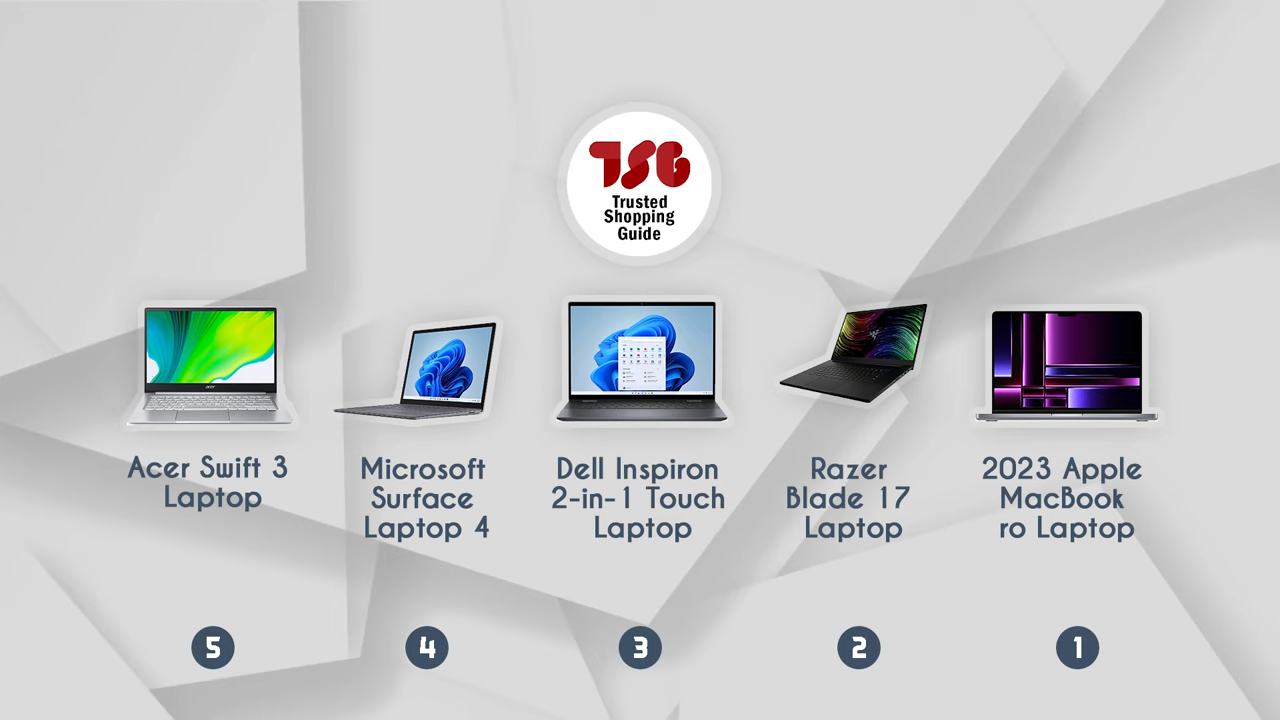 TSG
Trusted
Shopping
Guide
acer
Acer Swift 3
Laptop
Microsoft
Surface
Laptop 4
Dell Inspiron
2-in-1 Touch
Laptop
Razer
Blade 17
Laptop
2023 Apple
MacBook
ro Laptop
5
4
3
2
1